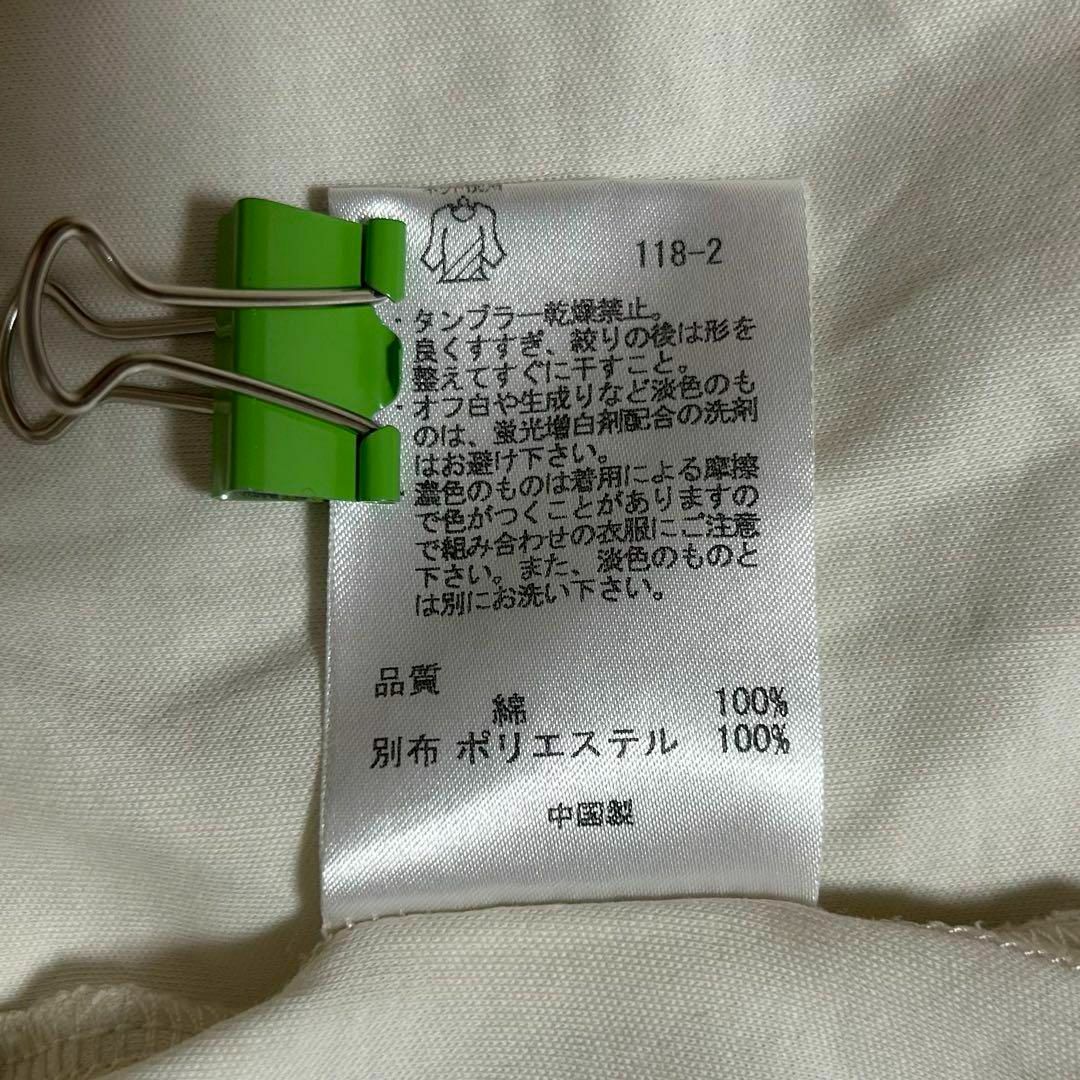 118-2
・タンブラー乾燥禁止。
良くすすぎ、絞りの後は形を
整えてすぐに干すこと。
・オフ白や生成りなど淡色のも
のは、蛍光増白剤配合の洗剤
はお避け下さい。
濃色のものは着用による摩擦
で色がつくことがありますの
で組み合わせの衣服にご注意
下さい。また、淡色のものと
は別にお洗い下さい。
品質
綿 100%
別布 ポリエステル 100%
中国製